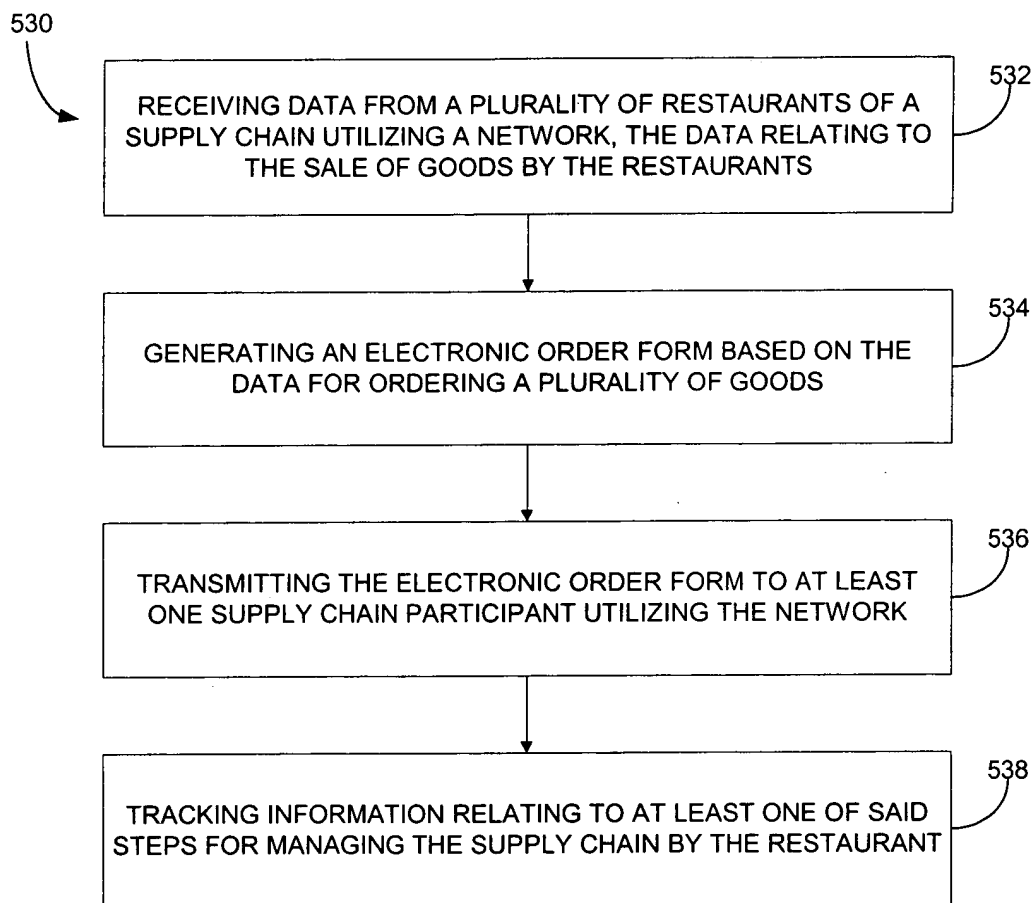 530
532
RECEIVING DATA FROM A PLURALITY OF RESTAURANTS OF A
SUPPLY CHAIN UTILIZING A NETWORK, THE DATA RELATING TO
THE SALE OF GOODS BY THE RESTAURANTS
534
GENERATING AN ELECTRONIC ORDER FORM BASED ON THE
DATA FOR ORDERING A PLURALITY OF GOODS
536
TRANSMITTING THE ELECTRONIC ORDER FORM TO AT LEAST
ONE SUPPLY CHAIN PARTICIPANT UTILIZING THE NETWORK
538
TRACKING INFORMATION RELATING TO AT LEAST ONE OF SAID
STEPS FOR MANAGING THE SUPPLY CHAIN BY THE RESTAURANT